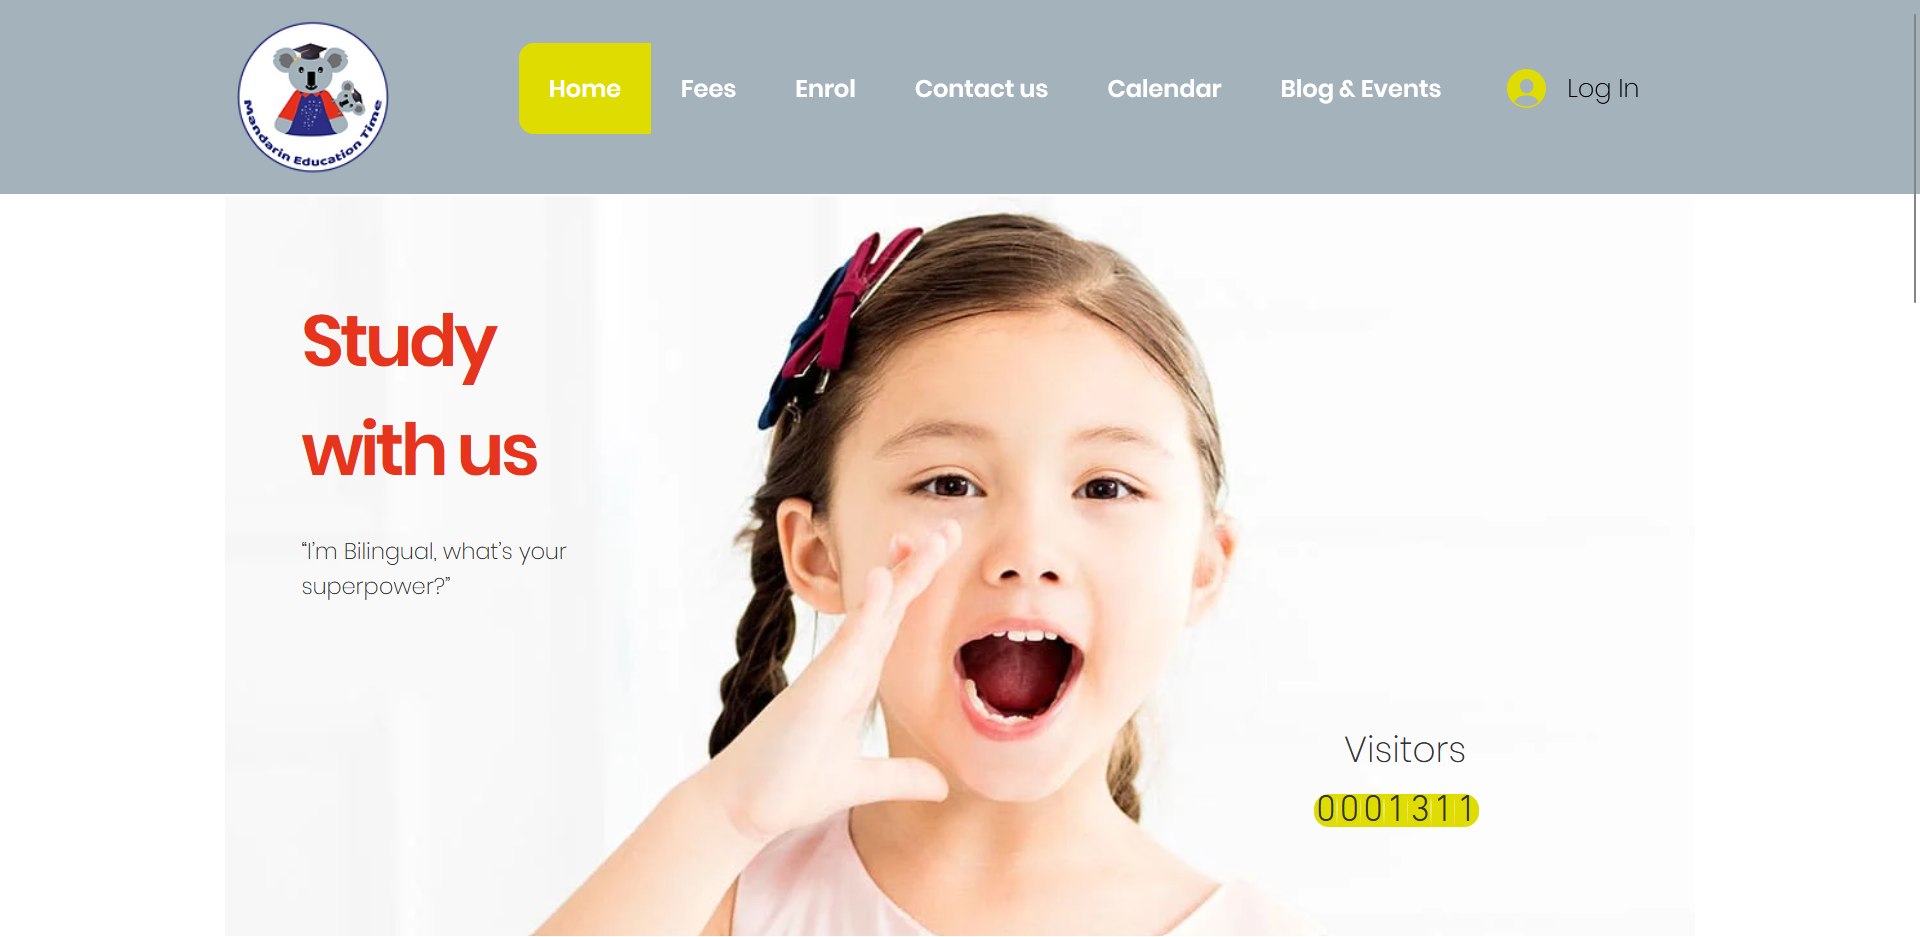 Mandarin Education Time
Home
Fees
Enrol
Contact us
Calendar
Blog & Events
Log In
Study
with us
“I’m Bilingual, what’s your
superpower?”
Visitors
0001311